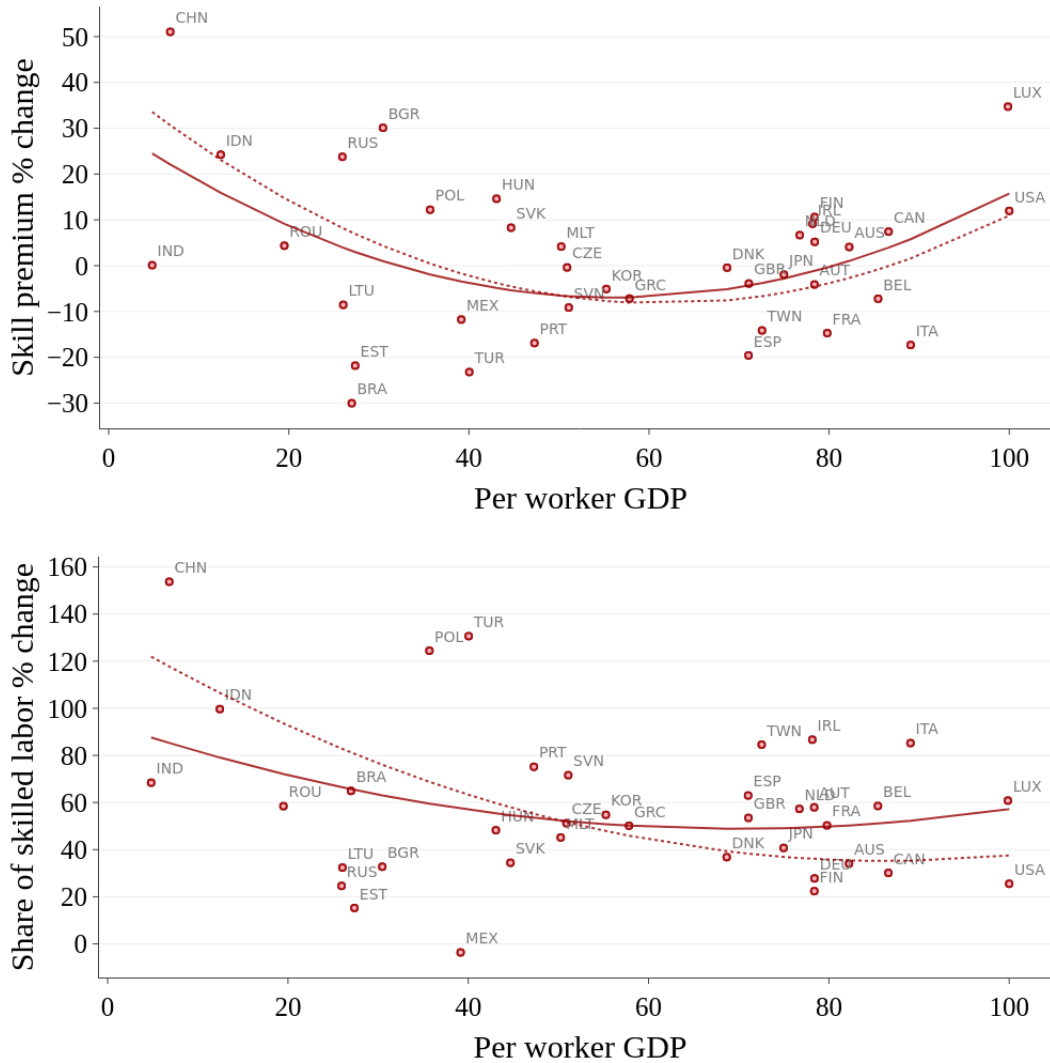 Skill premium % change
50
40
30
20
10
0
−10
−20
−30
CHN
IDN
BGR
RUS
LUX
POL
HUN
SVK
ROU
IND
MLT
CZE
LTU
KOR
GRC
SVN
MEX
PRT
EST
TUR
BRA
DNK
GBR
JPN
TWN
ESP
FIN
IRL
NLD
DEU
AUS
CAN
AUT
BEL
FRA
ITA
USA
0 20 40 60 80 100
Per worker GDP
Share of skilled labor % change
160
140
120
100
80
60
40
20
0
CHN
POL
TUR
IDN
IND
ROU
BRA
PRT
SVN
TWN
IRL
ITA
ESP
GBR
NLD
AUT
FRA
BEL
LUX
HUN
CZE
MLT
KOR
GRC
LTU
RUS
BGR
EST
SVK
DNK
JPN
DEU
FIN
AUS
CAN
USA
MEX
0 20 40 60 80 100
Per worker GDP